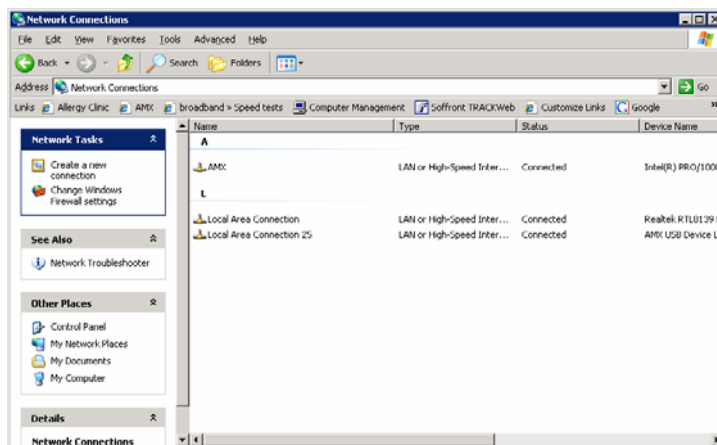 Network Connections
File Edit View Favorites Tools Advanced Help
Back Search Folders
Address Network Connections Go
Links Allergy Clinic AMX broadband » Speed tests Computer Management Soffront TRACKWeb Customize Links Google »
Network Tasks
Create a new
connection
Change Windows
Firewall settings
See Also
Network Troubleshooter
Other Places
Control Panel
My Network Places
My Documents
My Computer
Details
Network Connections
Name Type Status Device Name
A
AMX LAN or High-Speed Inter... Connected Intel(R) PRO/100
L
Local Area Connection LAN or High-Speed Inter... Connected Realtek RTL8139
Local Area Connection 25 LAN or High-Speed Inter... Connected AMX USB Device L